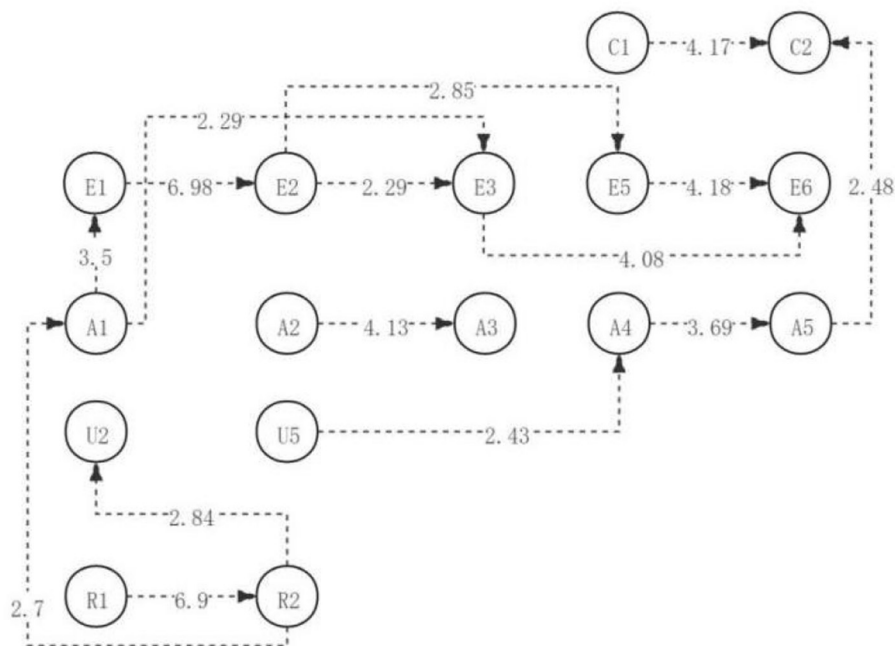 C1 4.17 C2
2.85
2.29
E1 6.98 E2 2.29 E3 E5 4.18 E6 2.48
3.5 4.08
A1 A2 4.13 A3 A4 3.69 A5
U2 U5 2.43
2.84
R1 6.9 R2
2.7